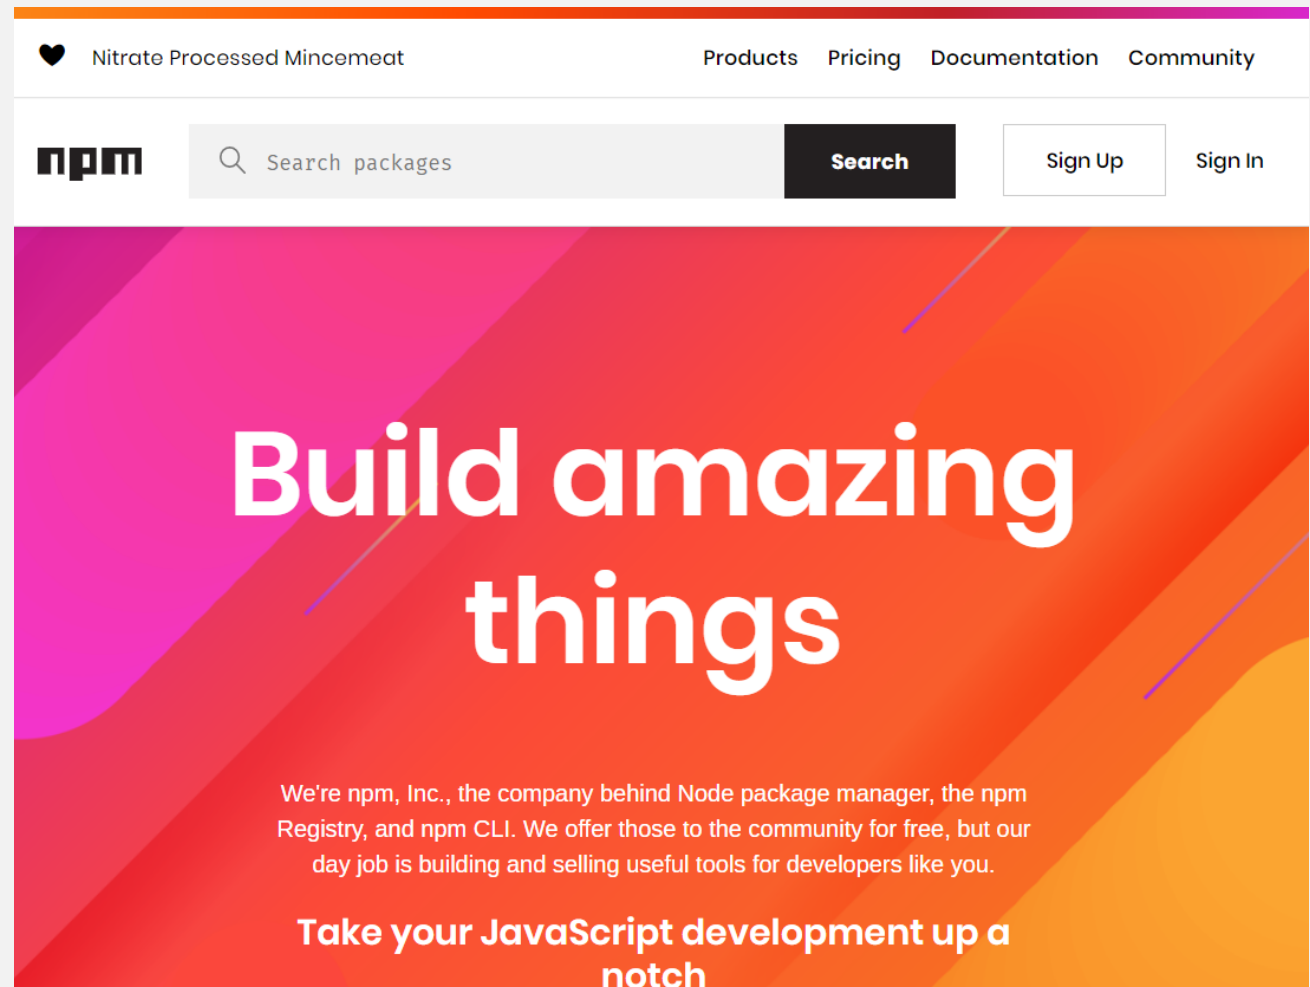 Nitrate Processed Mincemeat
Products Pricing Documentation Community
npm
Search packages
Search
Sign Up
Sign In
Build amazing
things
We're npm, Inc., the company behind Node package manager, the npm
Registry, and npm CLI. We offer those to the community for free, but our
day job is building and selling useful tools for developers like you.
Take your JavaScript development up a
notch